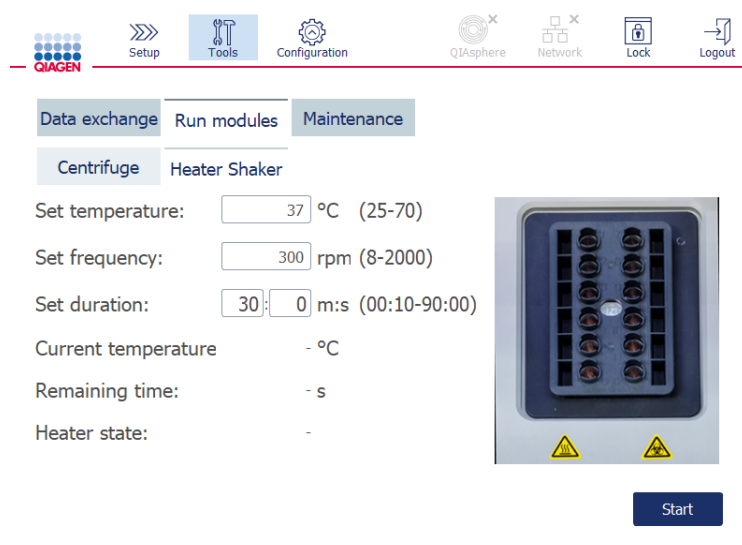 QIAGEN
Setup
Tools
Configuration
QIAsphere
Network
Lock
Logout
Data exchange
Run modules
Maintenance
Centrifuge
Heater Shaker
Set temperature: 37 °C (25-70)
Set frequency: 300 rpm (8-2000)
Set duration: 30: 0 m:s (00:10-90:00)
Current temperature - °C
Remaining time: - s
Heater state: -
Start